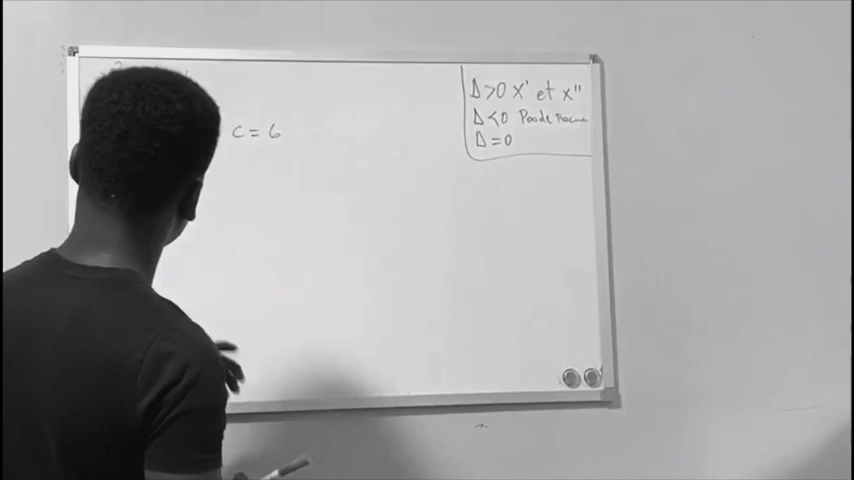 Δ>0 x' et x"
Δ<0 Pas de Racine
c = 6
Δ=0